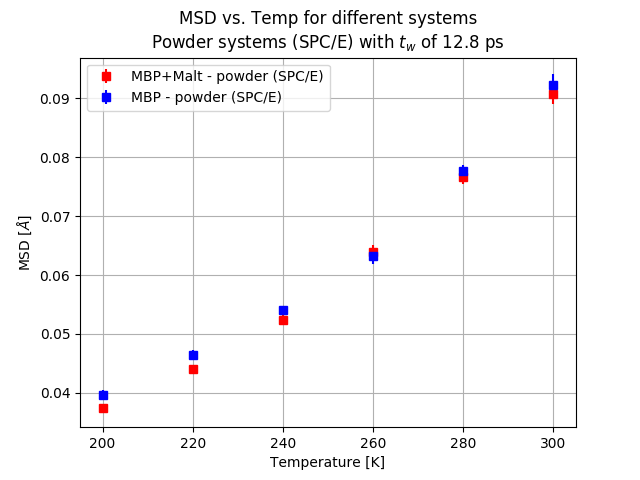 MSD vs. Temp for different systems
Powder systems (SPC/E) with t_w of 12.8 ps
MBP+Malt - powder (SPC/E)
MBP - powder (SPC/E)
0.09
0.08
0.07
0.06
0.05
0.04
MSD [Å]
200 220 240 260 280 300
Temperature [K]